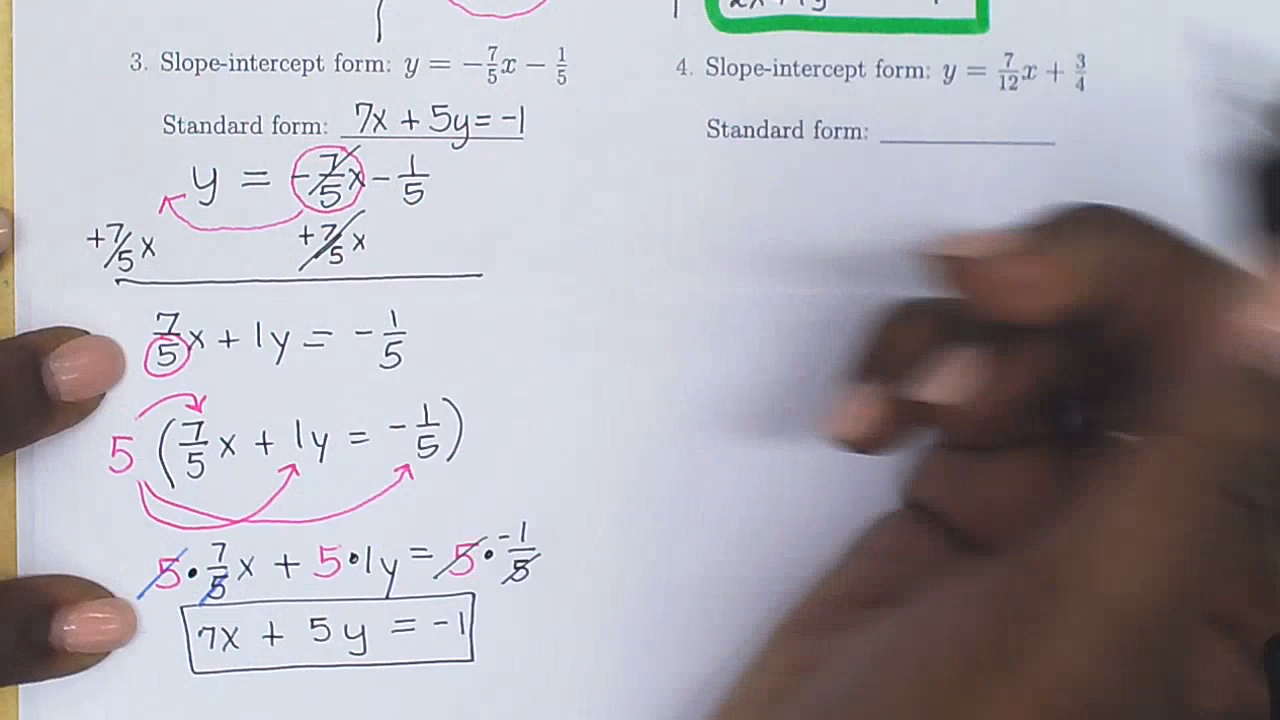 3. Slope-intercept form: y = -7/5x - 1/5
Standard form: 7x + 5y = -1
y = -7/5x - 1/5
+7/5x +7/5x
7/5x + 1y = -1/5
5 (7/5x + 1y = -1/5)
5 • 7/5x + 5 • 1y = 5 • -1/5
7x + 5y = -1
4. Slope-intercept form: y = 7/12x + 3/4
Standard form: